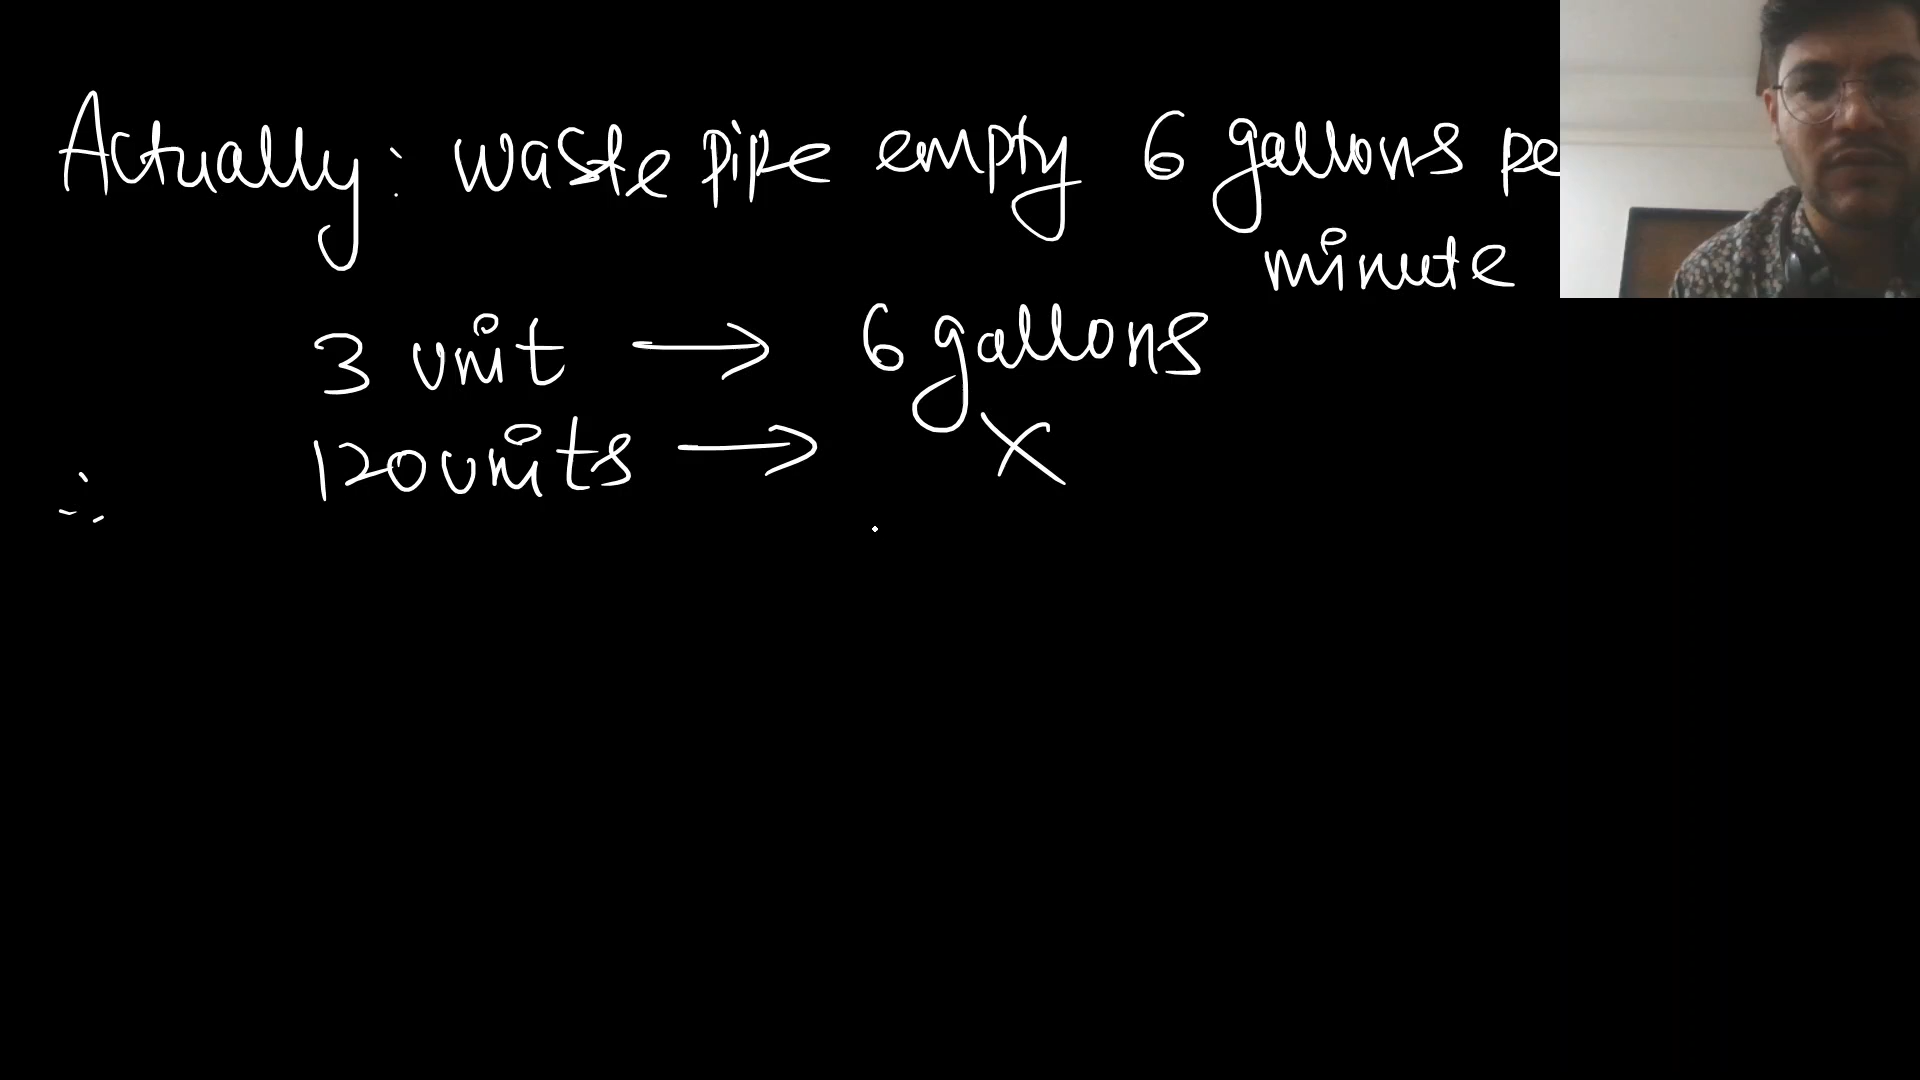 Actually: waste pipe empty 6 gallons pe
minute
3 unit → 6 gallons
∴ 120 units → x